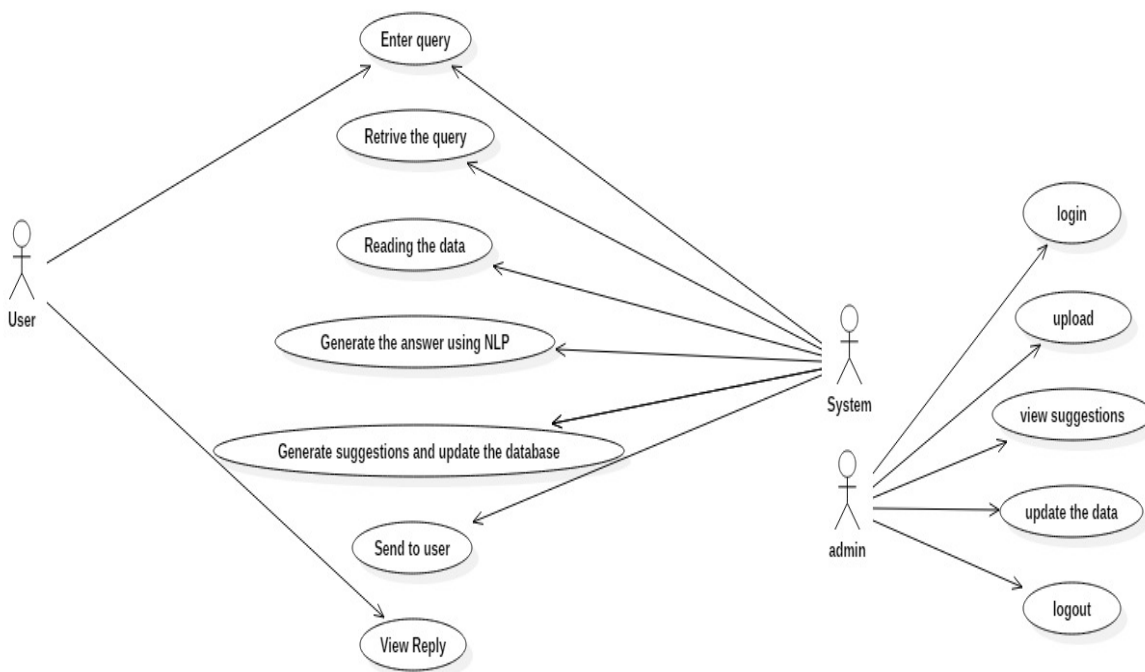 Enter query
Retrive the query
Reading the data
Generate the answer using NLP
Generate suggestions and update the database
Send to user
View Reply
User
System
admin
login
upload
view suggestions
update the data
logout